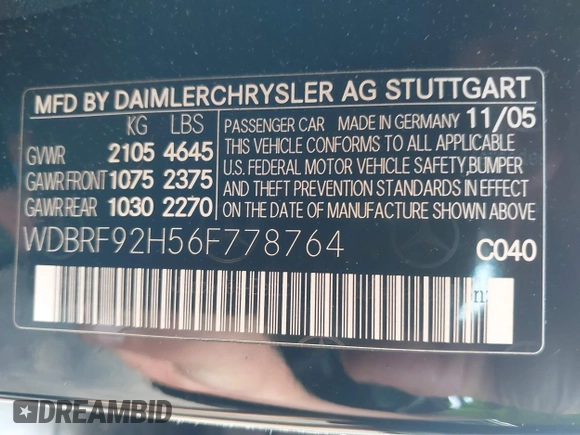 MFD BY DAIMLERCHRYSLER AG STUTTGART
KG LBS
GVWR 2105 4645
GAWR FRONT 1075 2375
GAWR REAR 1030 2270
PASSENGER CAR MADE IN GERMANY 11/05
THIS VEHICLE CONFORMS TO ALL APPLICABLE
U.S. FEDERAL MOTOR VEHICLE SAFETY,BUMPER
AND THEFT PREVENTION STANDARDS IN EFFECT
ON THE DATE OF MANUFACTURE SHOWN ABOVE.
WDBRF92H56F778764
C040
DREAMBID